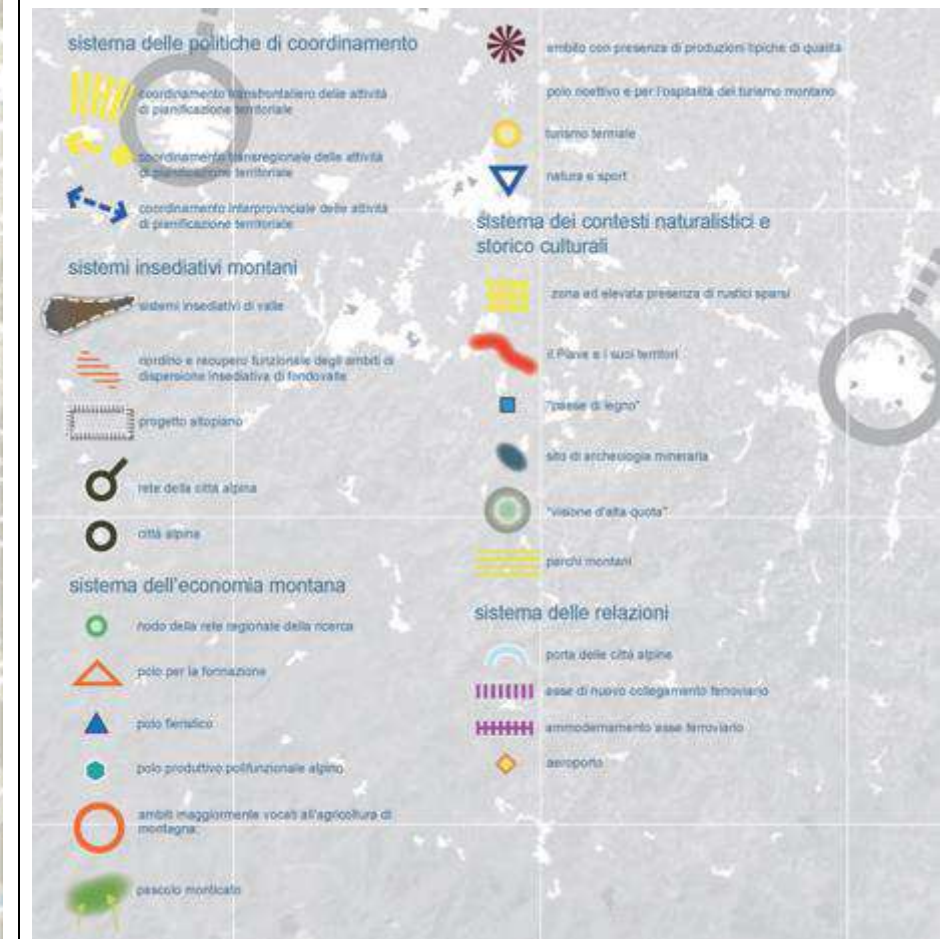 sistema delle politiche di coordinamento
coordinamento transfrontaliero delle attività
di pianificazione territoriale
coordinamento transregionale delle attività
di pianificazione territoriale
coordinamento interprovinciale delle attività
di pianificazione territoriale
sistemi insediativi montani
sistemi insediativi di valle
riordino e recupero funzionale degli ambiti di
dispersione insediativa di fondovalle
progetto altopiano
rete della città alpina
città alpina
sistema dell'economia montana
nodo della rete regionale della ricerca
polo per la formazione
polo fieristico
polo produttivo polifunzionale alpino
ambiti maggiormente vocati all'agricoltura di
montagna:
pascolo monticato
ambito con presenza di produzioni tipiche di qualità
polo ricettivo e per l'ospitalità del turismo montano
turismo termale
natura e sport
sistema dei contesti naturalistici e
storico culturali
zona ad elevata presenza di rustici sparsi
il Piave e i suoi territori
"paese di legno"
sito di archeologia mineraria
"visione d'alta quota"
parchi montani
sistema delle relazioni
porta delle città alpine
asse di nuovo collegamento ferroviario
ammodernamento asse ferroviario
aeroporto